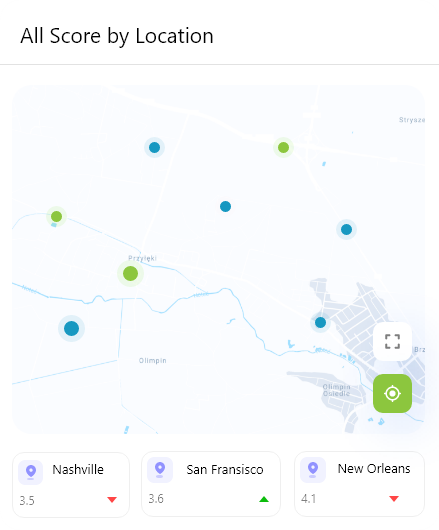 All Score by Location
Strysze
Przyłęki
Olimpin
Brz
Olimpin
Osiedle
Nashville
San Fransisco
New Orleans
3.5
3.6
4.1